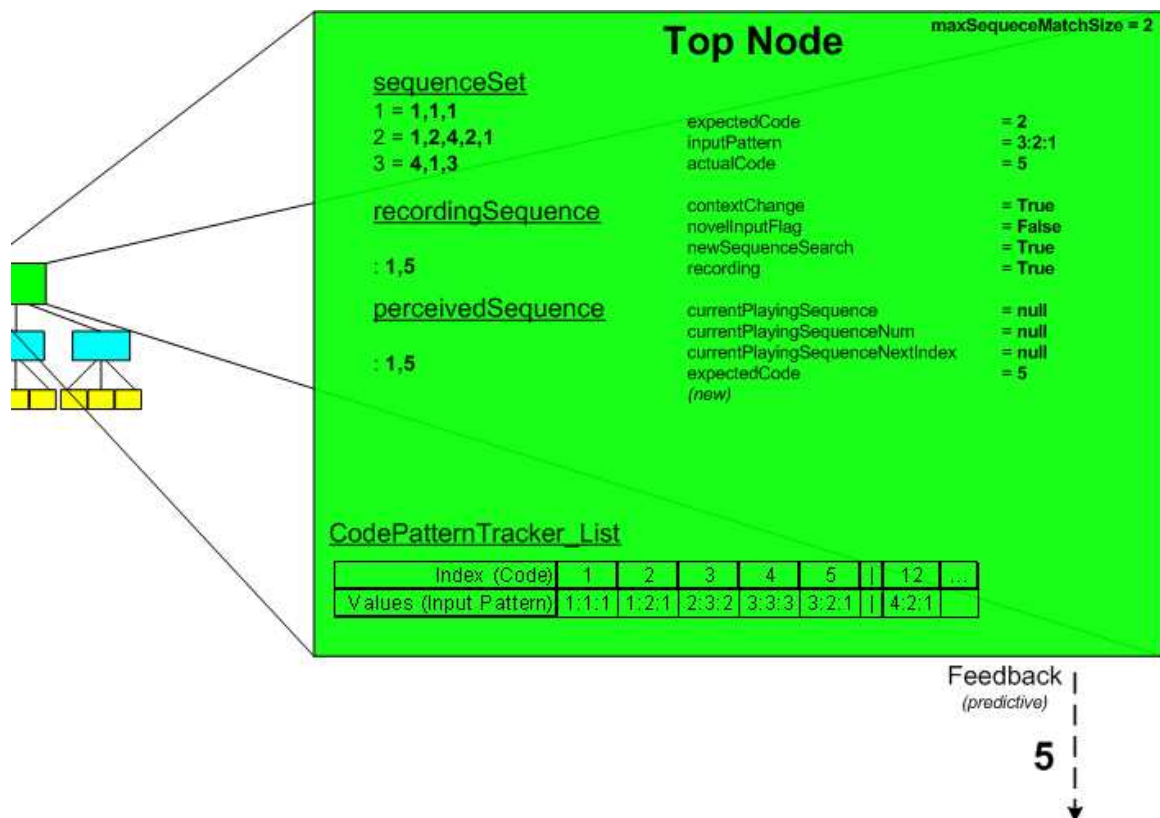 maxSequeceMatchSize = 2
Top Node
sequenceSet
1 = 1,1,1
2 = 1,2,4,2,1
3 = 4,1,3
expectedCode = 2
inputPattern = 3:2:1
actualCode = 5
recordingSequence
: 1,5
contextChange = True
novelInputFlag = False
newSequenceSearch = True
recording = True
perceivedSequence
: 1,5
currentPlayingSequence = null
currentPlayingSequenceNum = null
currentPlayingSequenceNextIndex = null
expectedCode = 5
(new)
CodePatternTracker_List
Index (Code) 1 2 3 4 5 | 12 ...
Values (Input Pattern) 1:1:1 1:2:1 2:3:2 3:3:3 3:2:1 | 4:2:1
Feedback
(predictive)
5